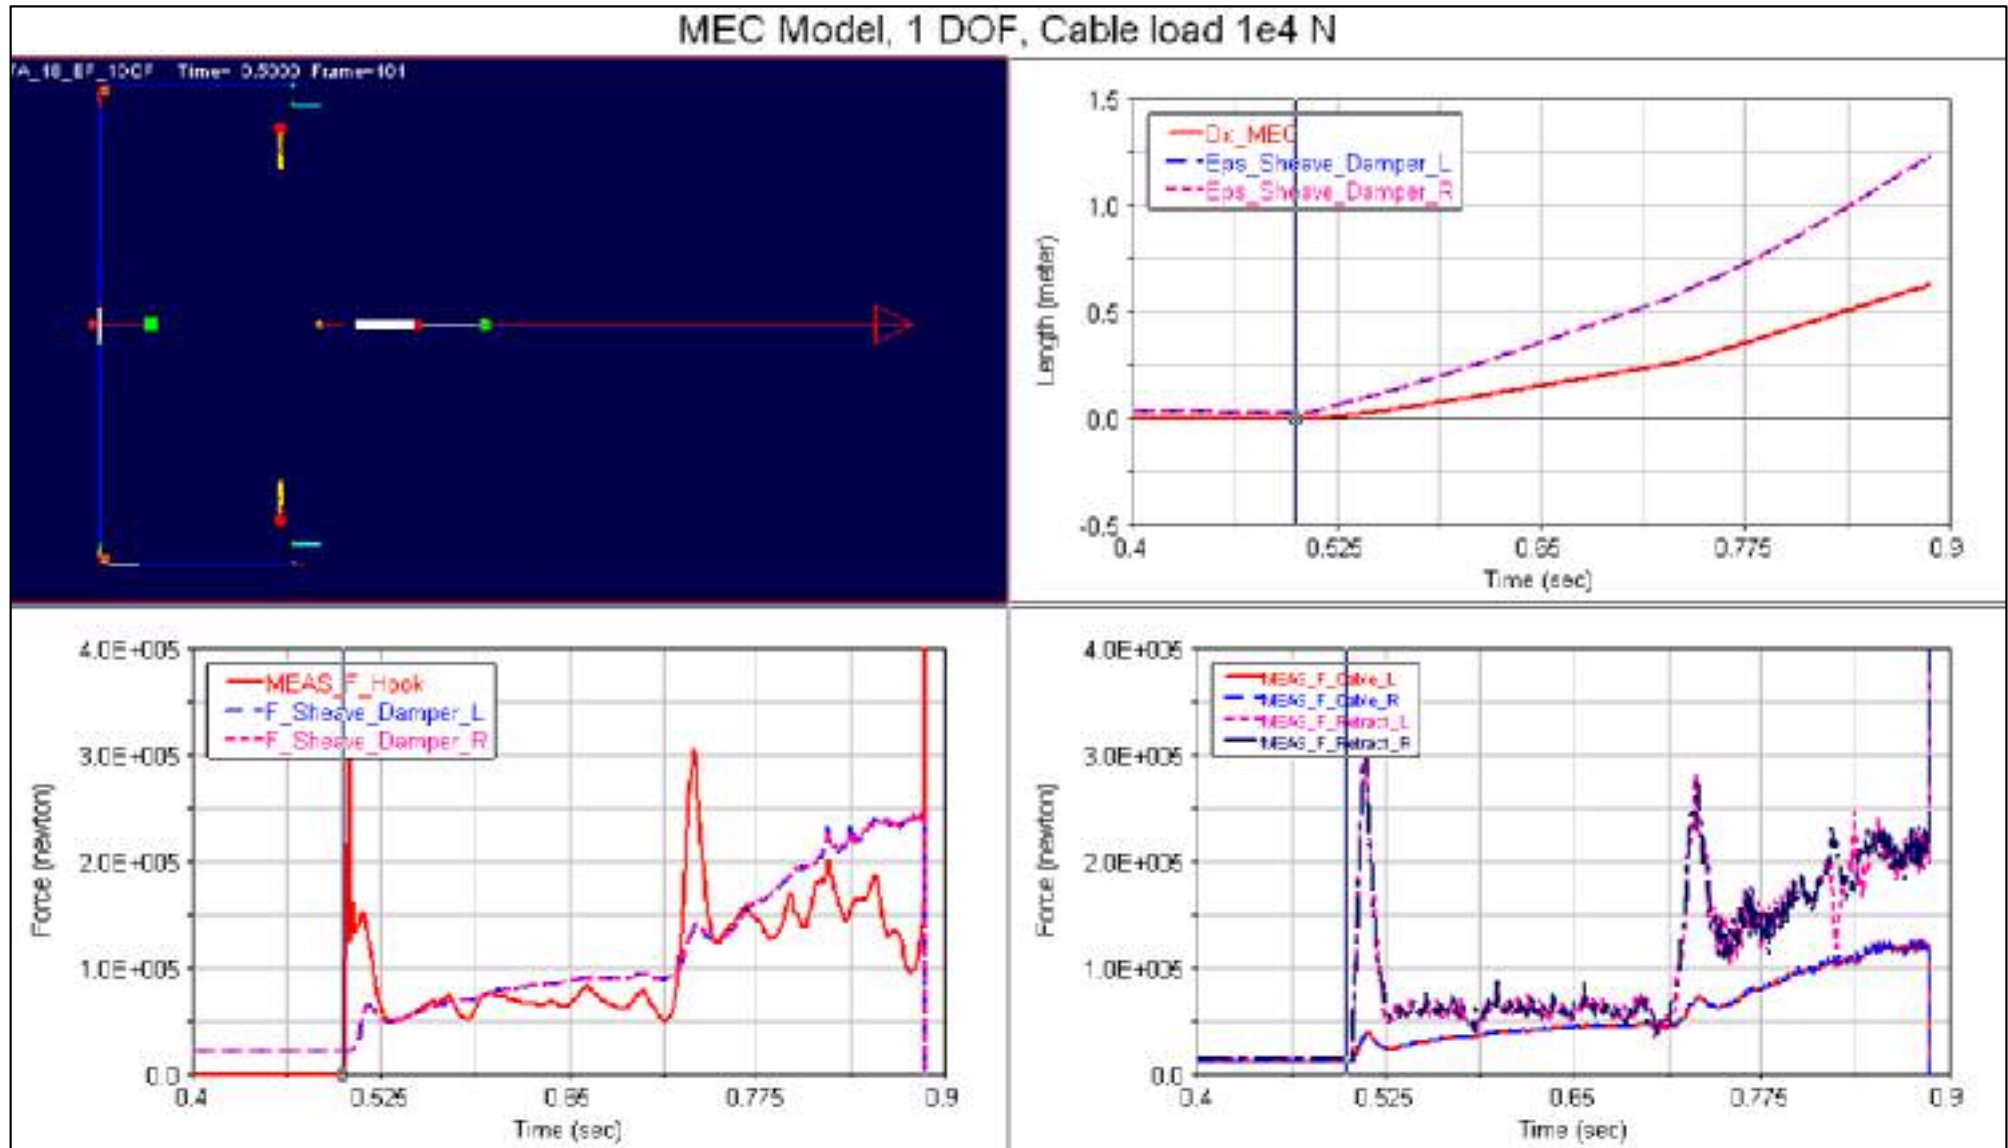 MEC Model, 1 DOF, Cable load 1e4 N
Time= 0.5000 Frame=101
1.5
1.0
0.5
0.0
-0.5
Length (meter)
Dx_MEC
Eps_Sheave_Damper_L
Eps_Sheave_Damper_R
0.4 0.525 0.65 0.775 0.9
Time (sec)
4.0E+005
3.0E+005
2.0E+005
1.0E+005
0.0
Force (newton)
MEAS_F_Hook
F_Sheave_Damper_L
F_Sheave_Damper_R
0.4 0.525 0.65 0.775 0.9
Time (sec)
4.0E+005
3.0E+005
2.0E+005
1.0E+005
0.0
Force (newton)
MEAS_F_Cable_L
MEAS_F_Cable_R
MEAS_F_Retract_L
MEAS_F_Retract_R
0.4 0.525 0.65 0.775 0.9
Time (sec)